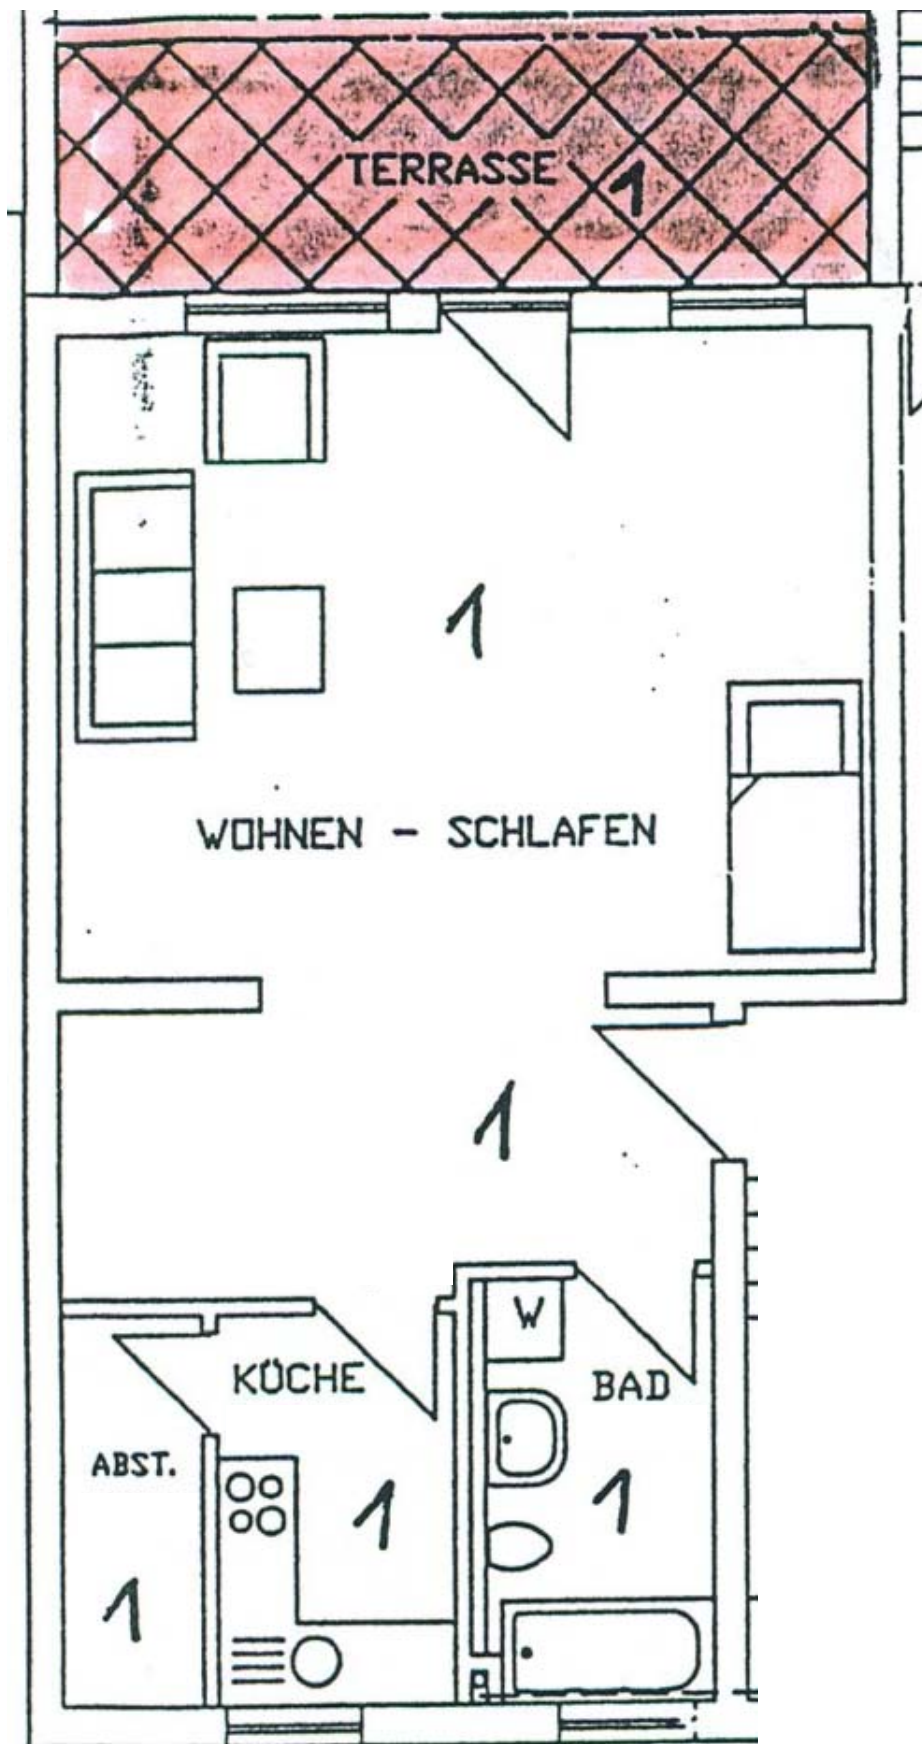 TERRASSE 1
1
WOHNEN - SCHLAFEN
1
W
KÜCHE
BAD
ABST.
1
1
1